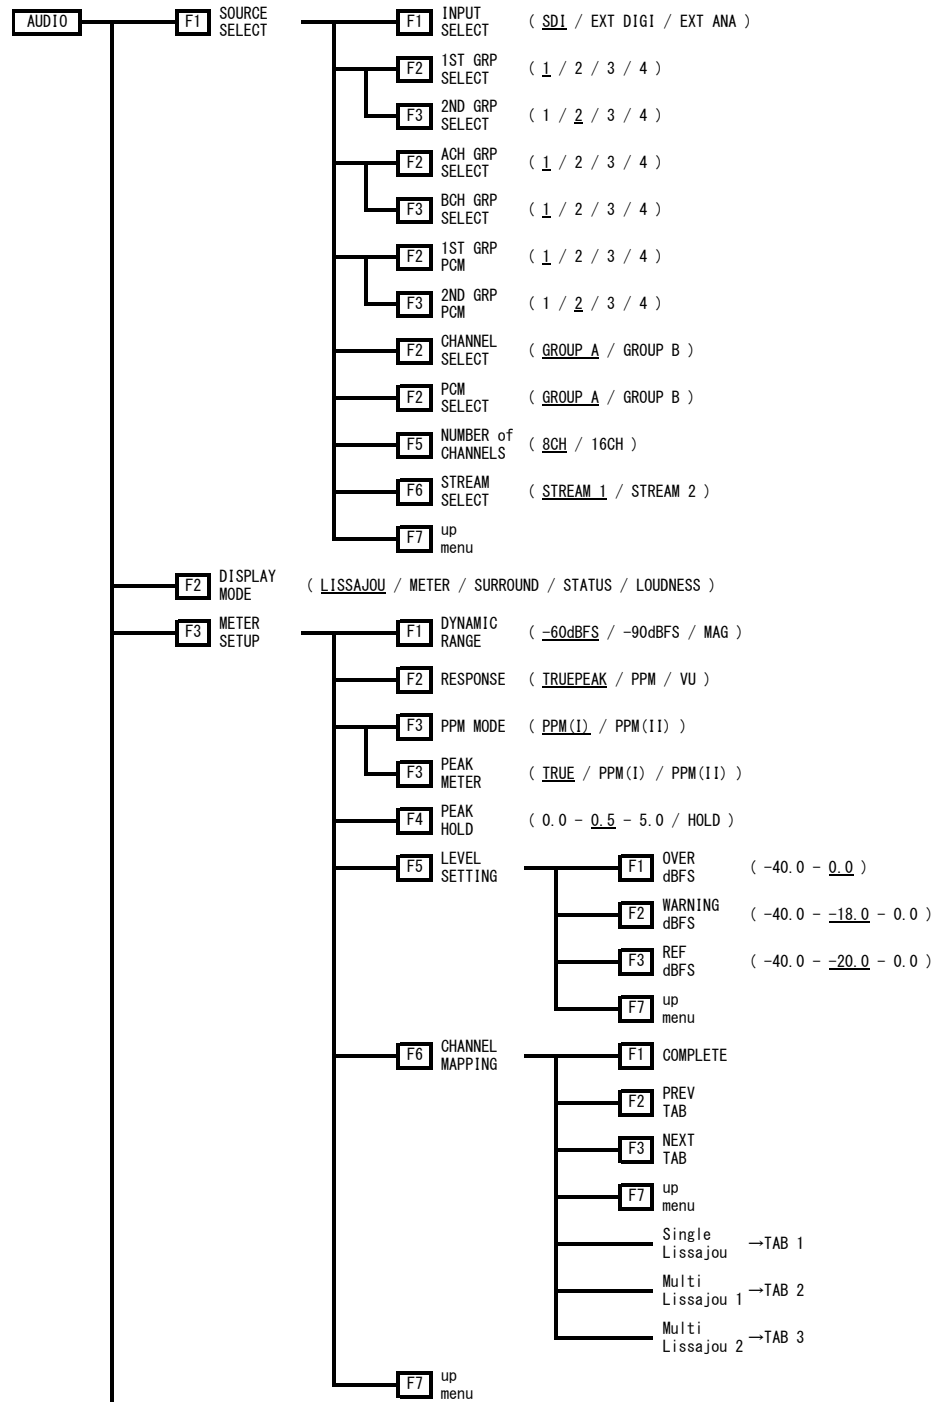 AUDIO F1 SOURCE SELECT F1 INPUT SELECT ( SDI / EXT DIGI / EXT ANA )
F2 1ST GRP SELECT ( 1 / 2 / 3 / 4 )
F3 2ND GRP SELECT ( 1 / 2 / 3 / 4 )
F2 ACH GRP SELECT ( 1 / 2 / 3 / 4 )
F3 BCH GRP SELECT ( 1 / 2 / 3 / 4 )
F2 1ST GRP PCM ( 1 / 2 / 3 / 4 )
F3 2ND GRP PCM ( 1 / 2 / 3 / 4 )
F2 CHANNEL SELECT ( GROUP A / GROUP B )
F2 PCM SELECT ( GROUP A / GROUP B )
F5 NUMBER of CHANNELS ( 8CH / 16CH )
F6 STREAM SELECT ( STREAM 1 / STREAM 2 )
F7 up menu
F2 DISPLAY MODE ( LISSAJOU / METER / SURROUND / STATUS / LOUDNESS )
F3 METER SETUP F1 DYNAMIC RANGE ( -60dBFS / -90dBFS / MAG )
F2 RESPONSE ( TRUEPEAK / PPM / VU )
F3 PPM MODE ( PPM(I) / PPM(II) )
F3 PEAK METER ( TRUE / PPM(I) / PPM(II) )
F4 PEAK HOLD ( 0.0 - 0.5 - 5.0 / HOLD )
F5 LEVEL SETTING F1 OVER dBFS ( -40.0 - 0.0 )
F2 WARNING dBFS ( -40.0 - -18.0 - 0.0 )
F3 REF dBFS ( -40.0 - -20.0 - 0.0 )
F7 up menu
F6 CHANNEL MAPPING F1 COMPLETE
F2 PREV TAB
F3 NEXT TAB
F7 up menu
Single Lissajou →TAB 1
Multi Lissajou 1 →TAB 2
Multi Lissajou 2 →TAB 3
F7 up menu